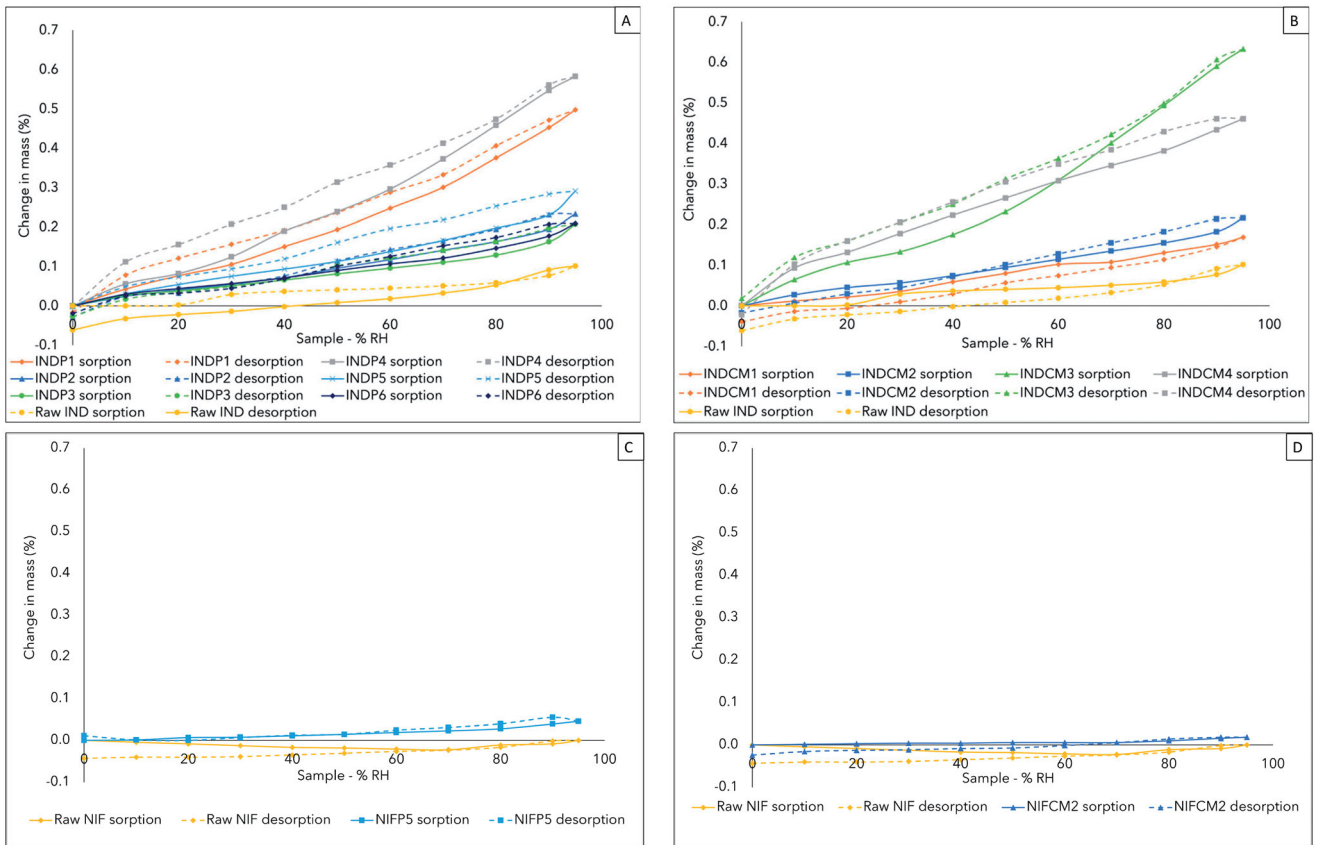 A
Change in mass (%)
0.7
0.6
0.5
0.4
0.3
0.2
0.1
0.0
-0.1
0 20 40 60 80 100
Sample - % RH
INDP1 sorption INDP1 desorption INDP4 sorption INDP4 desorption
INDP2 sorption INDP2 desorption INDP5 sorption INDP5 desorption
INDP3 sorption INDP3 desorption INDP6 sorption INDP6 desorption
Raw IND sorption Raw IND desorption
B
Change in mass (%)
0.7
0.6
0.5
0.4
0.3
0.2
0.1
0.0
-0.1
0 20 40 60 80 100
Sample - % RH
INDCM1 sorption INDCM2 sorption INDCM3 sorption INDCM4 sorption
INDCM1 desorption INDCM2 desorption INDCM3 desorption INDCM4 desorption
Raw IND sorption Raw IND desorption
C
Change in mass (%)
0.7
0.6
0.5
0.4
0.3
0.2
0.1
0.0
-0.1
0 20 40 60 80 100
Sample - % RH
Raw NIF sorption Raw NIF desorption NIFP5 sorption NIFP5 desorption
D
Change in mass (%)
0.7
0.6
0.5
0.4
0.3
0.2
0.1
0.0
-0.1
0 20 40 60 80 100
Sample - % RH
Raw NIF sorption Raw NIF desorption NIFCM2 sorption NIFCM2 desorption